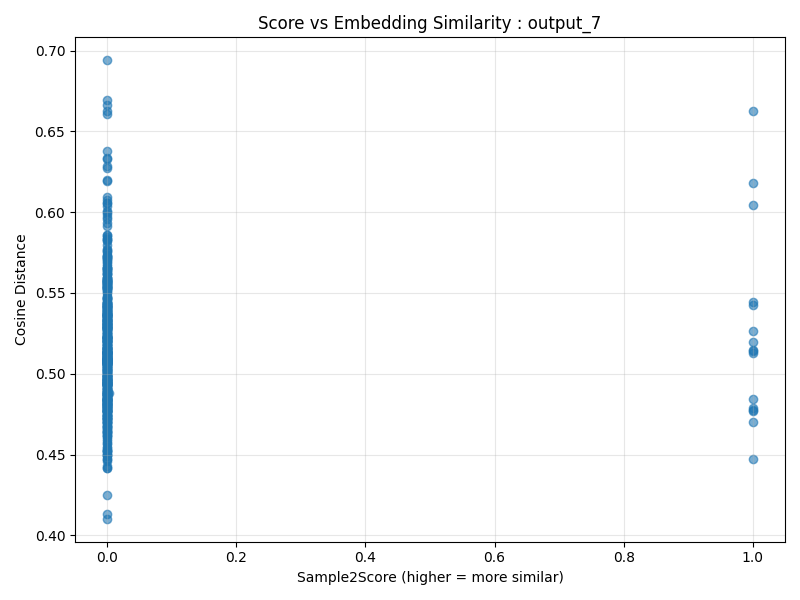 Score vs Embedding Similarity : output_7
Cosine Distance
0.70
0.65
0.60
0.55
0.50
0.45
0.40
0.0 0.2 0.4 0.6 0.8 1.0
Sample2Score (higher = more similar)